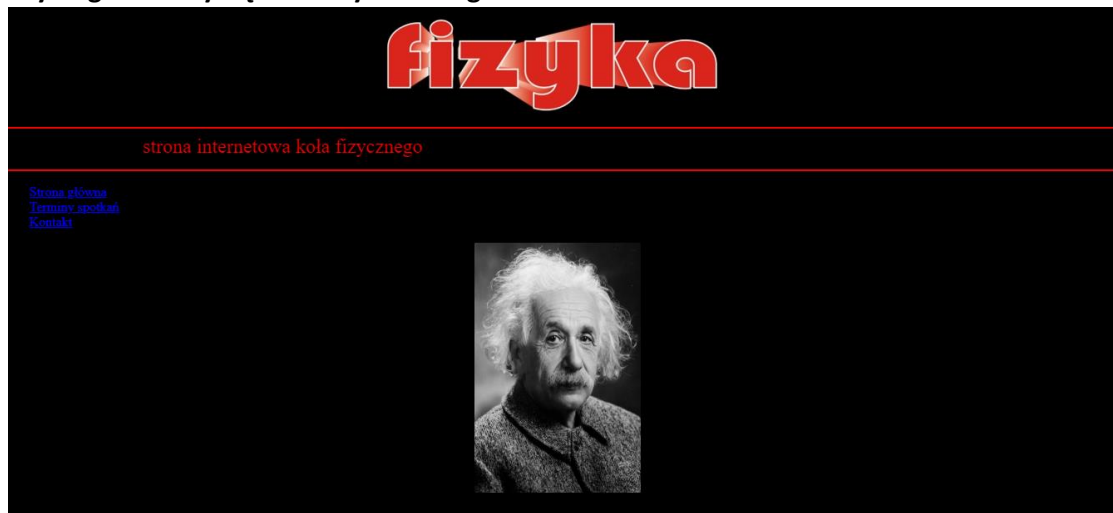 fizyka
strona internetowa koła fizycznego
Strona główna
Terminy spotkań
Kontakt